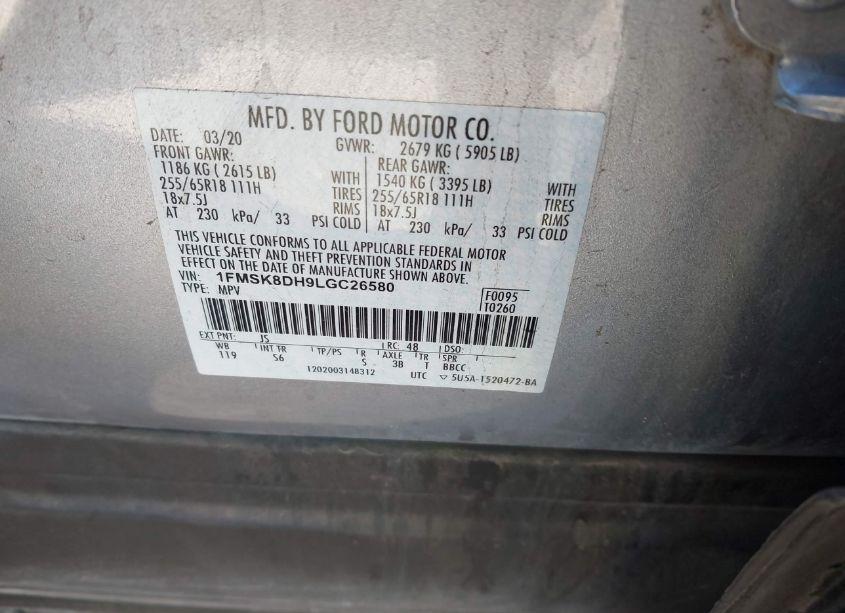 MFD. BY FORD MOTOR CO.
DATE: 03/20 GVWR: 2679 KG ( 5905 LB)
FRONT GAWR: REAR GAWR:
1186 KG ( 2615 LB) WITH 1540 KG ( 3395 LB) WITH
255/65R18 111H TIRES 255/65R18 111H TIRES
18x7.5J RIMS 18x7.5J RIMS
AT 230 kPa/ 33 PSI COLD AT 230 kPa/ 33 PSI COLD
THIS VEHICLE CONFORMS TO ALL APPLICABLE FEDERAL MOTOR
VEHICLE SAFETY AND THEFT PREVENTION STANDARDS IN
EFFECT ON THE DATE OF MANUFACTURE SHOWN ABOVE.
VIN: 1FMSK8DH9LGC26580
TYPE: MPV
F0095
T0260
EXT PNT: JS RC: 48 DSO:
WB INT TR TP/PS R AXLE TR SPR
119 S6 S 3B T BBCC
1202003148312 UTC ▽ 5U5A-1520472-BA